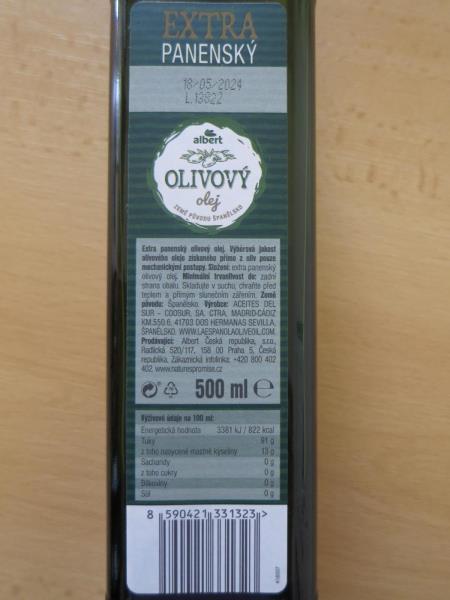 EXTRA
PANENSKÝ
18/05/2024
L.13822
albert
OLIVOVÝ
olej
ZEMĚ PŮVODU ŠPANĚLSKO
Extra panenský olivový olej. Výběrová jakost
olivového oleje získaného přímo z oliv pouze
mechanickými postupy. Složení: extra panenský
olivový olej. Minimální trvanlivost do: zadní
strana obalu. Skladujte v suchu, chraňte před
teplem a přímým slunečním zářením. Země
původu: Španělsko. Výrobce: ACEITES DEL
SUR - COOSUR, SA. CTRA. MADRID-CÁDIZ
KM.550.6, 41703 DOS HERMANAS SEVILLA,
ŠPANĚLSKO. WWW.LAESPANOLAOLIVEOIL.COM
Prodávající: Albert Česká republika, s.r.o.,
Radlická 520/117, 158 00 Praha 5, Česká
republika. Zákaznická infolinka: +420 800 402
402. www.naturespromise.cz
500 ml e
Výživové údaje na 100 ml:
Energetická hodnota 3381 kJ / 822 kcal
Tuky 91 g
z toho nasycené mastné kyseliny 13 g
Sacharidy 0 g
z toho cukry 0 g
Bílkoviny 0 g
Sůl 0 g
8 590421 331323 >